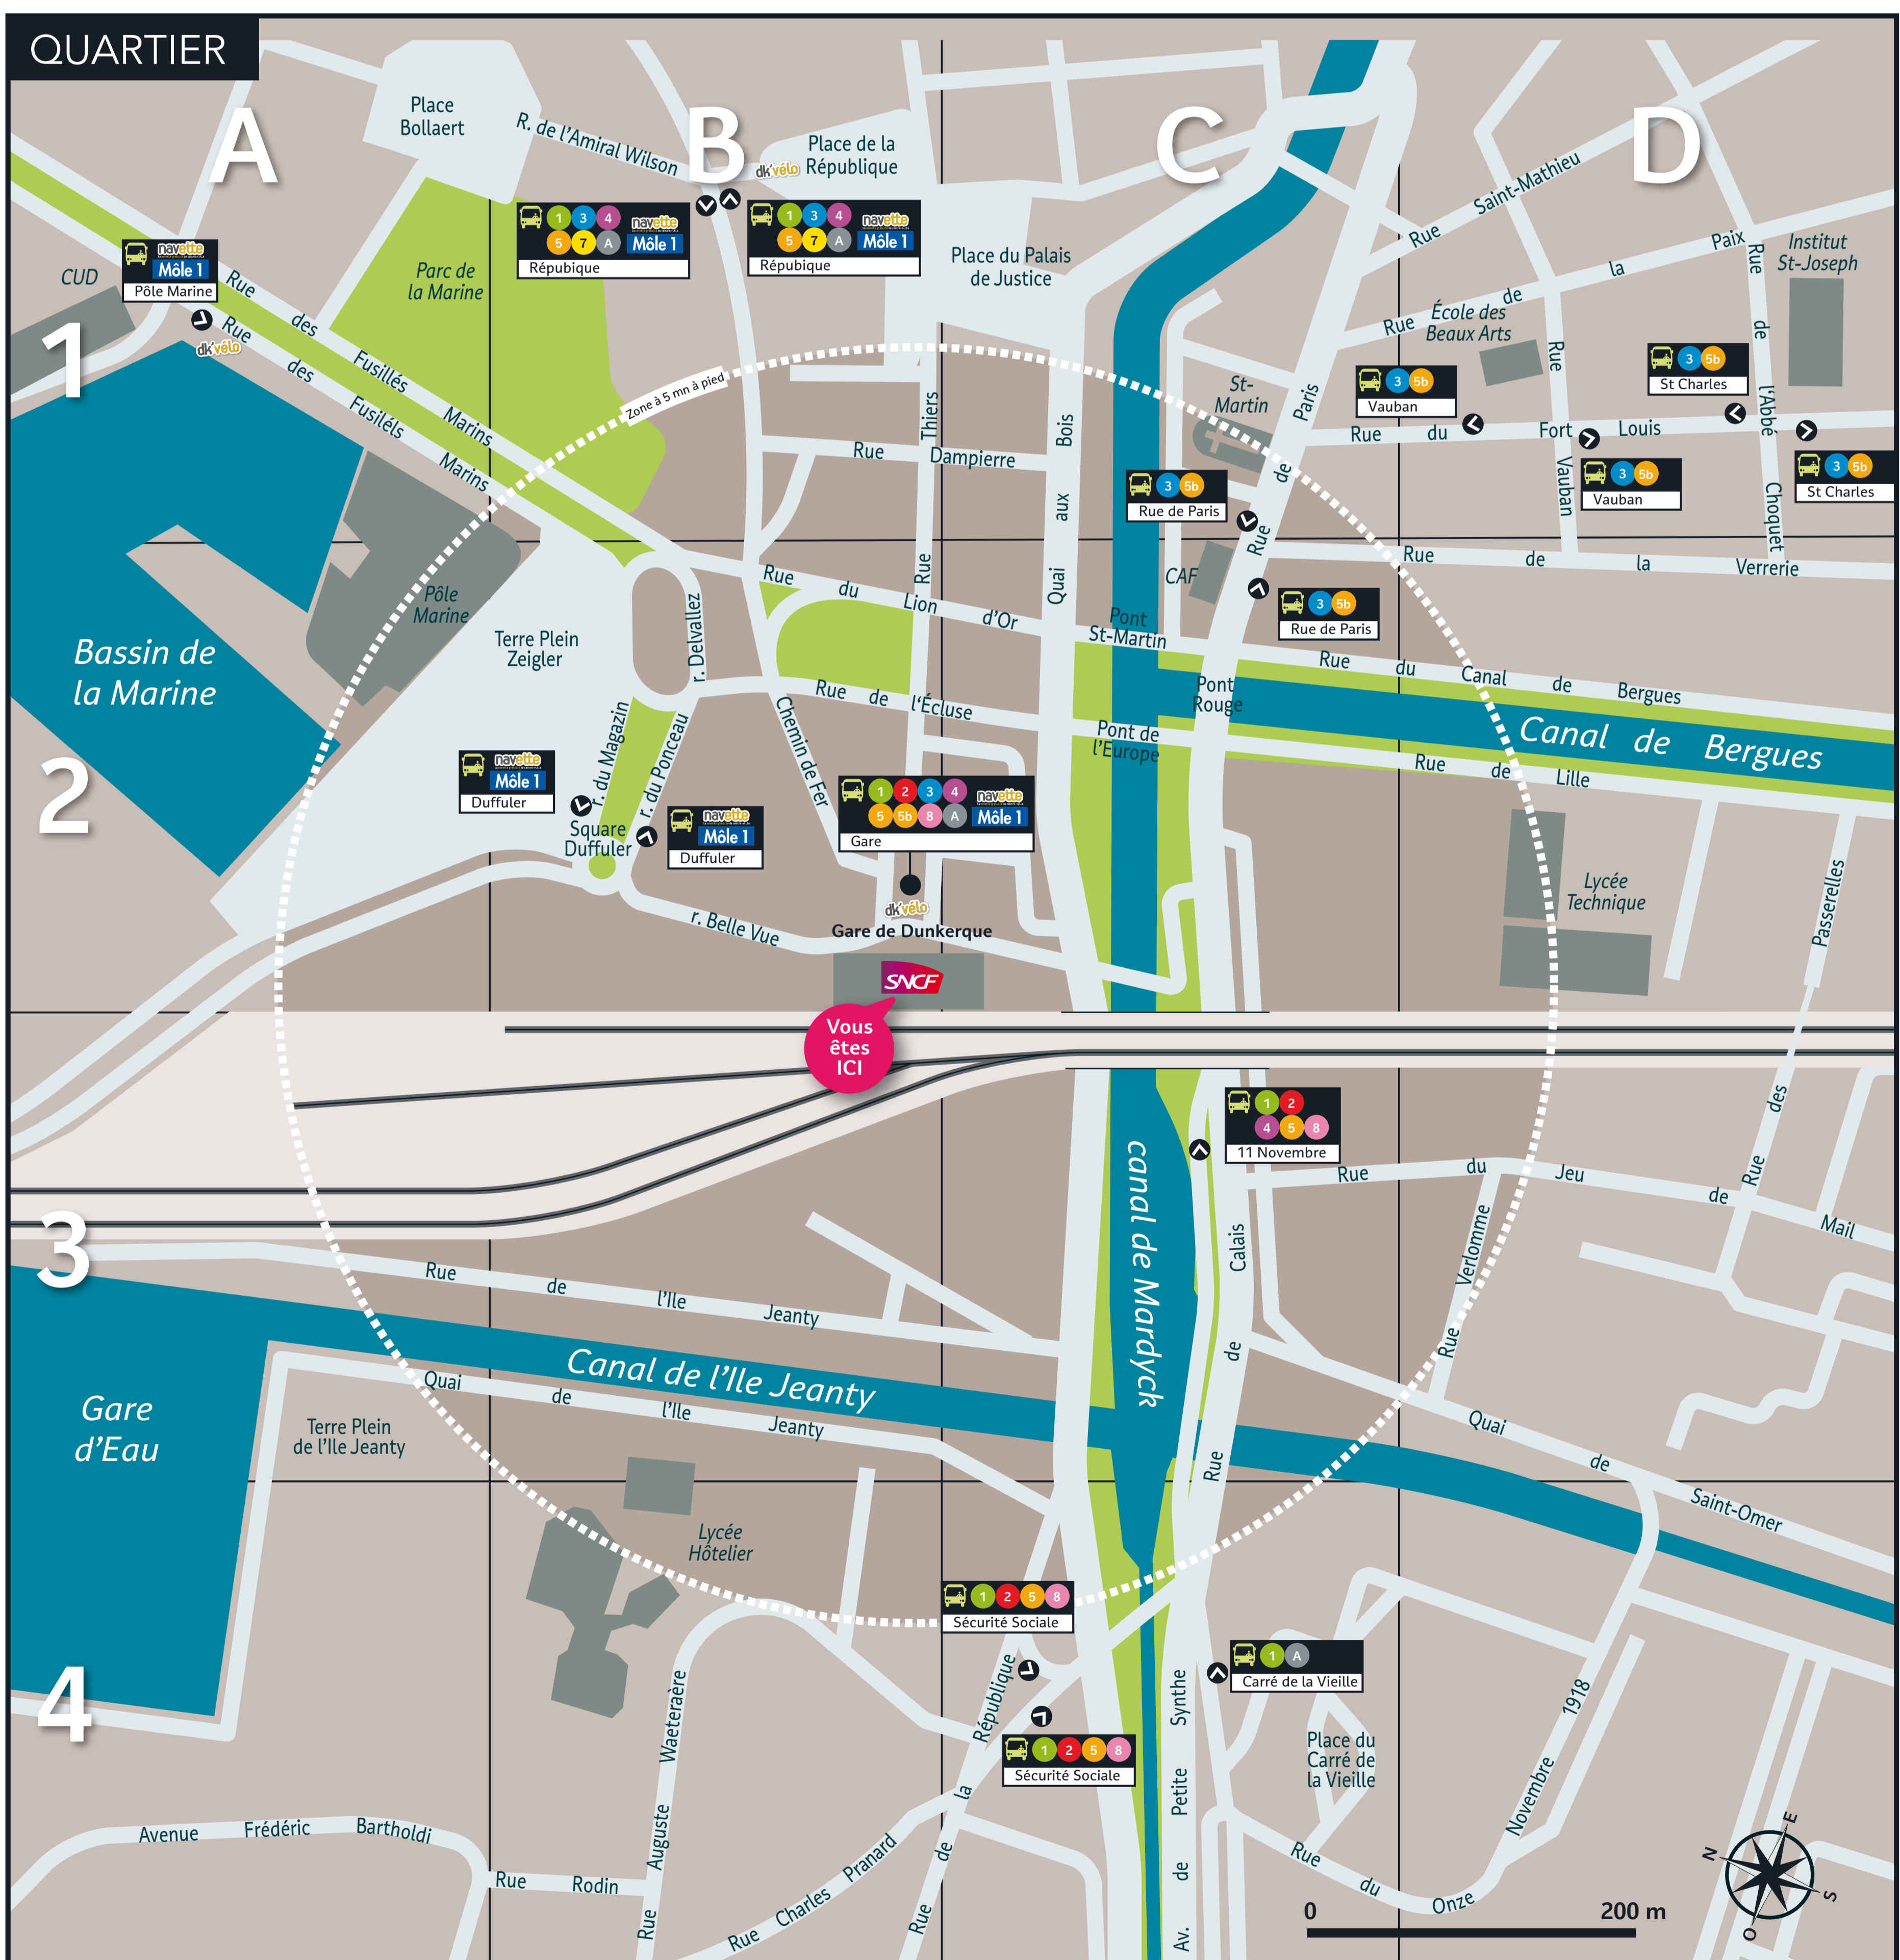 QUARTIER
A
B
C
D
1
2
3
4
Place
Bollaert
R. de l'Amiral Wilson
dk'vélo
Place de la
République
1 3 4 navette
5 7 A Môle 1
Répubique
1 3 4 navette
5 7 A Môle 1
Répubique
CUD
navette
Môle 1
Pôle Marine
dk'vélo
Parc de
la Marine
Rue des Fusillés Marins
Rue des Fusiléls Marins
Place du Palais
de Justice
Rue Saint-Mathieu
Rue de la Paix
Institut
St-Joseph
École des
Beaux Arts
Rue de l'Abbé Choquet
Rue Vauban
3 5b
St Charles
3 5b
Vauban
Rue du Fort Louis
3 5b
Vauban
3 5b
St Charles
Zone à 5 mn à pied
St-
Martin
Rue de Paris
Rue Thiers
Quai aux Bois
Rue Dampierre
3 5b
Rue de Paris
CAF
3 5b
Rue de Paris
Rue de la Verrerie
Bassin de
la Marine
Pôle
Marine
Terre Plein
Zeigler
r. Delvallez
Rue du Lion d'Or
Pont
St-Martin
Rue du Canal de Bergues
Pont
Rouge
Canal de Bergues
Rue de l'Écluse
Pont de
l'Europe
Rue de Lille
Chemin de Fer
r. du Magazin
r. du Ponceau
navette
Môle 1
Duffuler
Square
Duffuler
navette
Môle 1
Duffuler
1 2 3 4 navette
5 5b 8 A Môle 1
Gare
dk'vélo
Gare de Dunkerque
SNCF
Vous
êtes
ICI
r. Belle Vue
Lycée
Technique
Rue des Passerelles
1 2
4 5 8
11 Novembre
Rue du Jeu de Mail
canal de Mardyck
Rue de Calais
Rue Verlomme
Rue de l'Ile Jeanty
Canal de l'Ile Jeanty
Quai de l'Ile Jeanty
Gare
d'Eau
Terre Plein
de l'Ile Jeanty
Quai de Saint-Omer
Lycée
Hôtelier
1 2 5 8
Sécurité Sociale
1 A
Carré de la Vieille
1 2 5 8
Sécurité Sociale
Rue de la République
Place du
Carré de
la Vieille
Av. de Petite Synthe
Rue du Onze Novembre 1918
Rue Auguste Waeteraère
Avenue Frédéric Bartholdi
Rue Rodin
Rue Charles Pranard
0 200 m
N
E
S
O